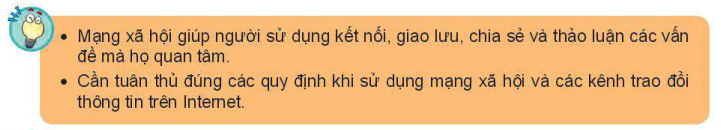 • Mạng xã hội giúp người sử dụng kết nối, giao lưu, chia sẻ và thảo luận các vấn
đề mà họ quan tâm.
• Cần tuân thủ đúng các quy định khi sử dụng mạng xã hội và các kênh trao đổi
thông tin trên Internet.